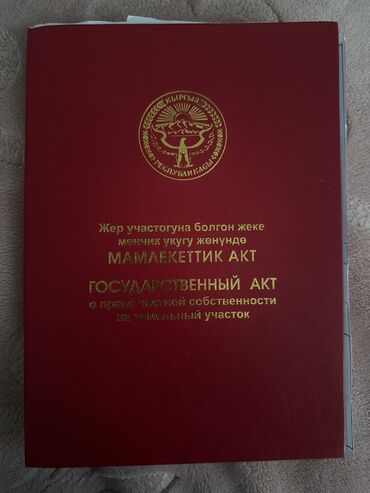 КЫРГЫЗ
РЕСПУБЛИКАСЫ
Жер участогуна болгон жеке
менчик укугу жөнүндө
МАМЛЕКЕТТИК АКТ
ГОСУДАРСТВЕННЫЙ АКТ
о праве частной собственности
на земельный участок